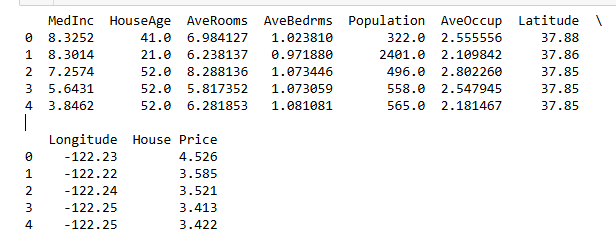 MedInc HouseAge AveRooms AveBedrms Population AveOccup Latitude \
0 8.3252 41.0 6.984127 1.023810 322.0 2.555556 37.88
1 8.3014 21.0 6.238137 0.971880 2401.0 2.109842 37.86
2 7.2574 52.0 8.288136 1.073446 496.0 2.802260 37.85
3 5.6431 52.0 5.817352 1.073059 558.0 2.547945 37.85
4 3.8462 52.0 6.281853 1.081081 565.0 2.181467 37.85
Longitude House Price
0 -122.23 4.526
1 -122.22 3.585
2 -122.24 3.521
3 -122.25 3.413
4 -122.25 3.422